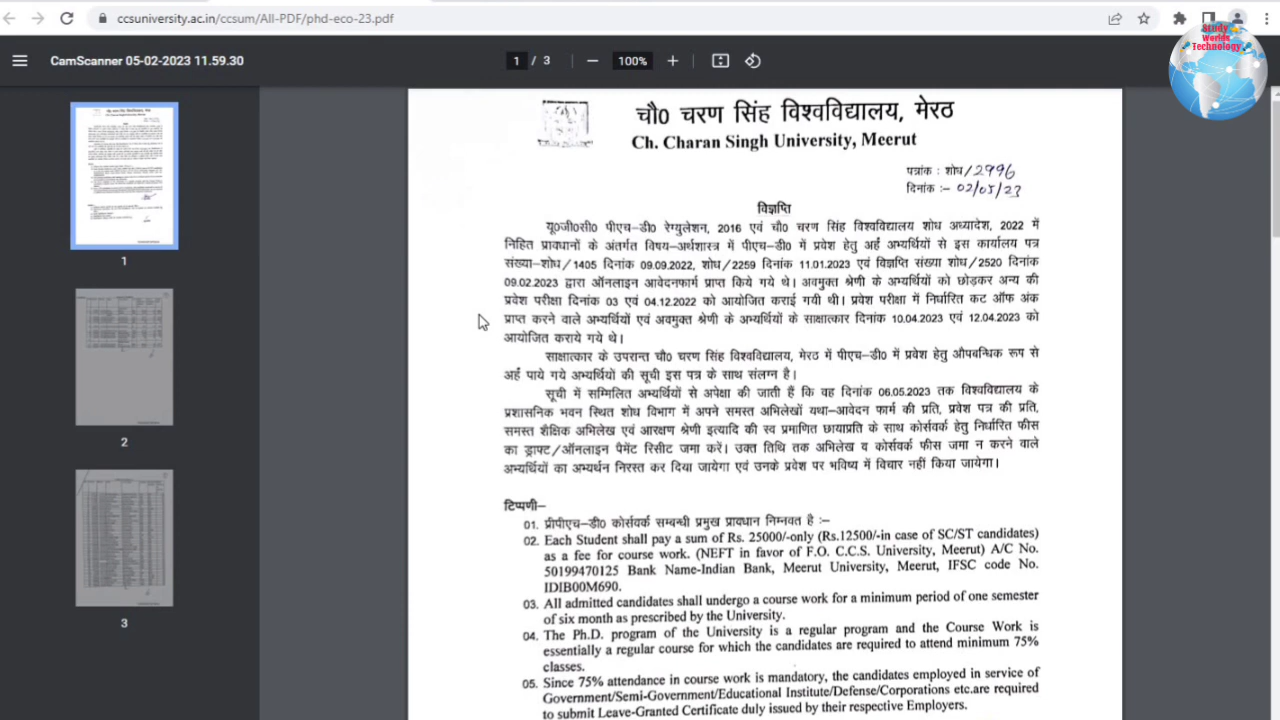 ccsuniversity.ac.in/ccsum/All-PDF/phd-eco-23.pdf
Study
Worlds
Technology
CamScanner 05-02-2023 11.59.30
1 / 3
100%
चौ0 चरण सिंह विश्वविद्यालय, मेरठ
Ch. Charan Singh University, Meerut
पत्रांक : शोध/2996
दिनांक :- 02/05/23
विज्ञप्ति
यू0जी0सी0 पीएच-डी0 रेग्युलेशन, 2016 एवं चौ0 चरण सिंह विश्वविद्यालय शोध अध्यादेश, 2022 में
निहित प्रावधानों के अंतर्गत विषय-अर्थशास्त्र में पीएच-डी0 में प्रवेश हेतु अर्ह अभ्यर्थियों से इस कार्यालय पत्र
संख्या-शोध/1405 दिनांक 09.09.2022, शोध/2259 दिनांक 11.01.2023 एवं विज्ञप्ति संख्या शोध/2520 दिनांक
09.02.2023 द्वारा ऑनलाइन आवेदनफार्म प्राप्त किये गये थे। अवमुक्त श्रेणी के अभ्यर्थियों को छोड़कर अन्य की
प्रवेश परीक्षा दिनांक 03 एवं 04.12.2022 को आयोजित कराई गयी थी। प्रवेश परीक्षा में निर्धारित कट ऑफ अंक
प्राप्त करने वाले अभ्यर्थियों एवं अवमुक्त श्रेणी के अभ्यर्थियों के साक्षात्कार दिनांक 10.04.2023 एवं 12.04.2023 को
आयोजित कराये गये थे।
साक्षात्कार के उपरान्त चौ0 चरण सिंह विश्वविद्यालय, मेरठ में पीएच-डी0 में प्रवेश हेतु औपबन्धिक रूप से
अर्ह पाये गये अभ्यर्थियों की सूची इस पत्र के साथ संलग्न है।
सूची में सम्मिलित अभ्यर्थियों से अपेक्षा की जाती हैं कि वह दिनांक 06.05.2023 तक विश्वविद्यालय के
प्रशासनिक भवन स्थित शोध विभाग में अपने समस्त अभिलेखों यथा-आवेदन फार्म की प्रति, प्रवेश पत्र की प्रति,
समस्त शैक्षिक अभिलेख एवं आरक्षण श्रेणी इत्यादि की स्व प्रमाणित छायाप्रति के साथ कोर्सवर्क हेतु निर्धारित फीस
का ड्राफ्ट/ऑनलाइन पैमेंट रिसीट जमा करें। उक्त तिथि तक अभिलेख व कोर्सवर्क फीस जमा न करने वाले
अभ्यर्थियों का अभ्यर्थन निरस्त कर दिया जायेगा एवं उनके प्रवेश पर भविष्य में विचार नहीं किया जायेगा।
टिप्पणी-
01. प्रीपीएच-डी0 कोर्सवर्क सम्बन्धी प्रमुख प्रावधान निम्नवत है :-
02. Each Student shall pay a sum of Rs. 25000/-only (Rs.12500/-in case of SC/ST candidates)
as a fee for course work. (NEFT in favor of F.O. C.C.S. University, Meerut) A/C No.
50199470125 Bank Name-Indian Bank, Meerut University, Meerut, IFSC code No.
IDIB00M690.
03. All admitted candidates shall undergo a course work for a minimum period of one semester
of six month as prescribed by the University.
04. The Ph.D. program of the University is a regular program and the Course Work is
essentially a regular course for which the candidates are required to attend minimum 75%
classes.
05. Since 75% attendance in course work is mandatory, the candidates employed in service of
Government/Semi-Government/Educational Institute/Defense/Corporations etc.are required
to submit Leave-Granted Certificate duly issued by their respective Employers.
1
2
3